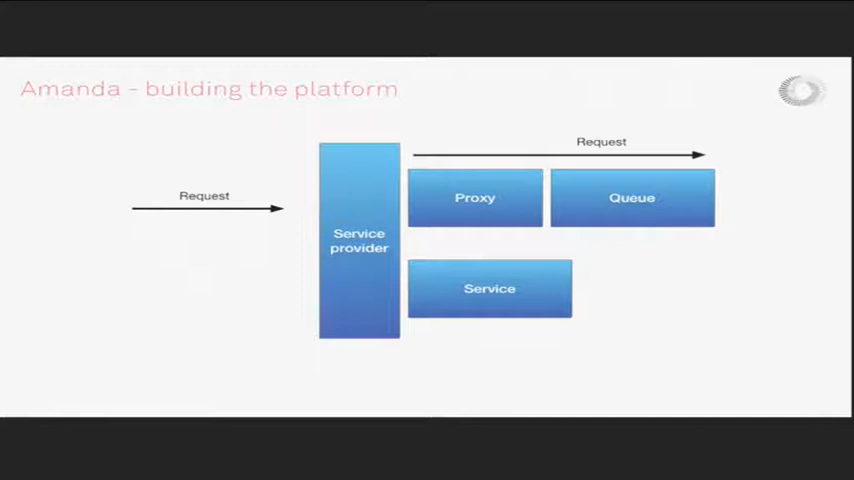 Amanda - building the platform
Request
Request
Proxy
Queue
Service
provider
Service